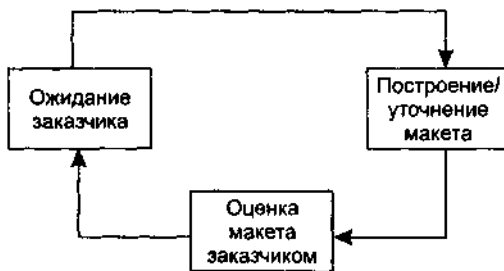 Ожидание
заказчика
Построение/
уточнение
макета
Оценка
макета
заказчиком